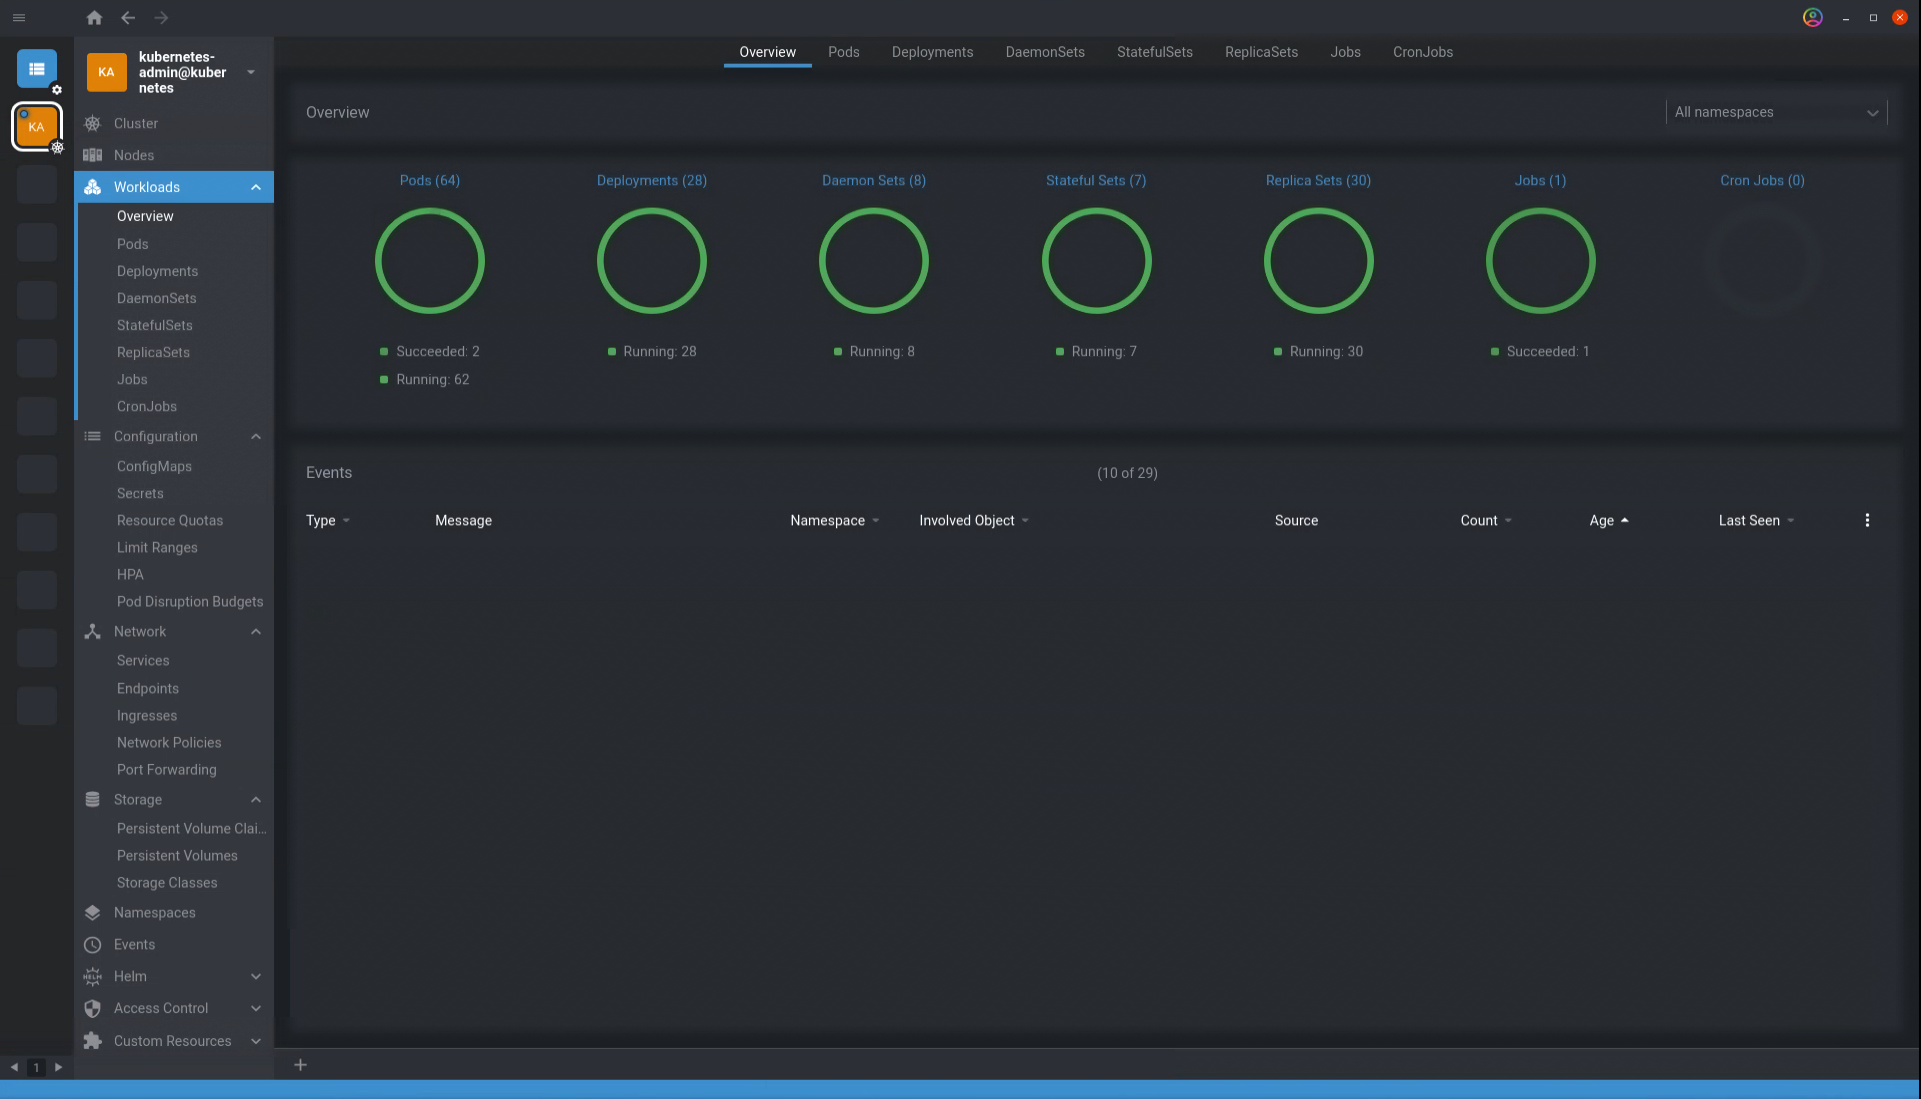 kubernetes-
admin@kuber
netes
KA
KA
Cluster
Nodes
Workloads
Overview
Pods
Deployments
DaemonSets
StatefulSets
ReplicaSets
Jobs
CronJobs
Configuration
ConfigMaps
Secrets
Resource Quotas
Limit Ranges
HPA
Pod Disruption Budgets
Network
Services
Endpoints
Ingresses
Network Policies
Port Forwarding
Storage
Persistent Volume Clai...
Persistent Volumes
Storage Classes
Namespaces
Events
Helm
Access Control
Custom Resources
1
Overview Pods Deployments DaemonSets StatefulSets ReplicaSets Jobs CronJobs
Overview
All namespaces
Pods (64) Deployments (28) Daemon Sets (8) Stateful Sets (7) Replica Sets (30) Jobs (1) Cron Jobs (0)
Succeeded: 2 Running: 28 Running: 8 Running: 7 Running: 30 Succeeded: 1
Running: 62
Events (10 of 29)
Type Message Namespace Involved Object Source Count Age Last Seen